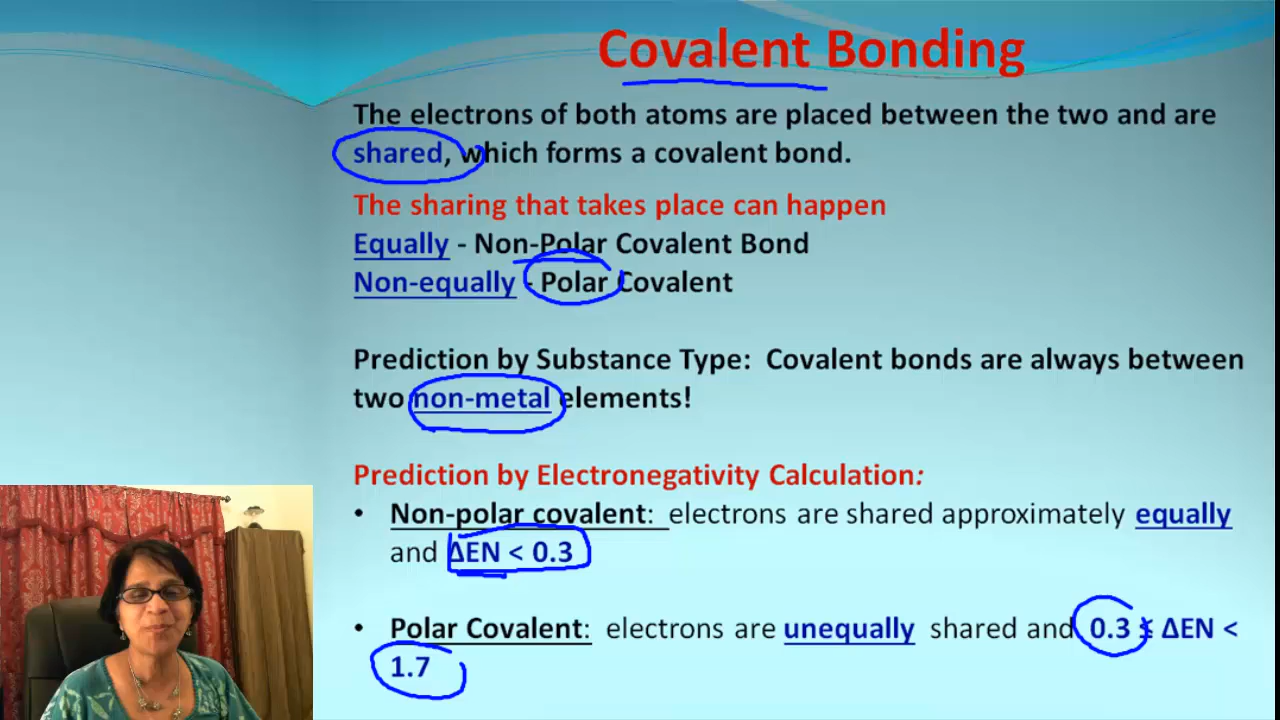 Covalent Bonding
The electrons of both atoms are placed between the two and are
shared, which forms a covalent bond.
The sharing that takes place can happen
Equally - Non-Polar Covalent Bond
Non-equally - Polar Covalent
Prediction by Substance Type: Covalent bonds are always between
two non-metal elements!
Prediction by Electronegativity Calculation:
• Non-polar covalent: electrons are shared approximately equally
and ΔEN < 0.3
• Polar Covalent: electrons are unequally shared and 0.3 ≤ ΔEN <
1.7